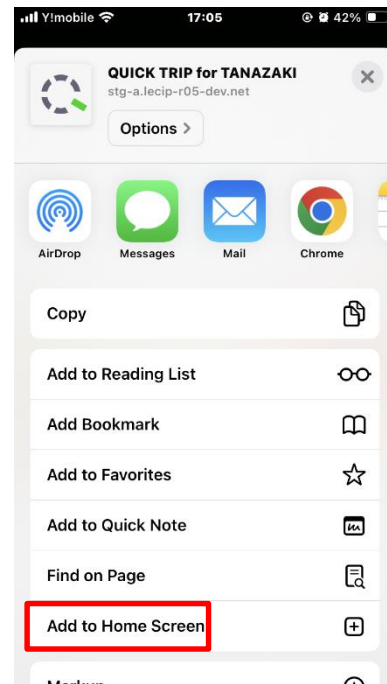 Y!mobile 17:05 42%
QUICK TRIP for TANAZAKI
stg-a.lecip-r05-dev.net
Options >
AirDrop Messages Mail Chrome
Copy
Add to Reading List
Add Bookmark
Add to Favorites
Add to Quick Note
Find on Page
Add to Home Screen
Markup